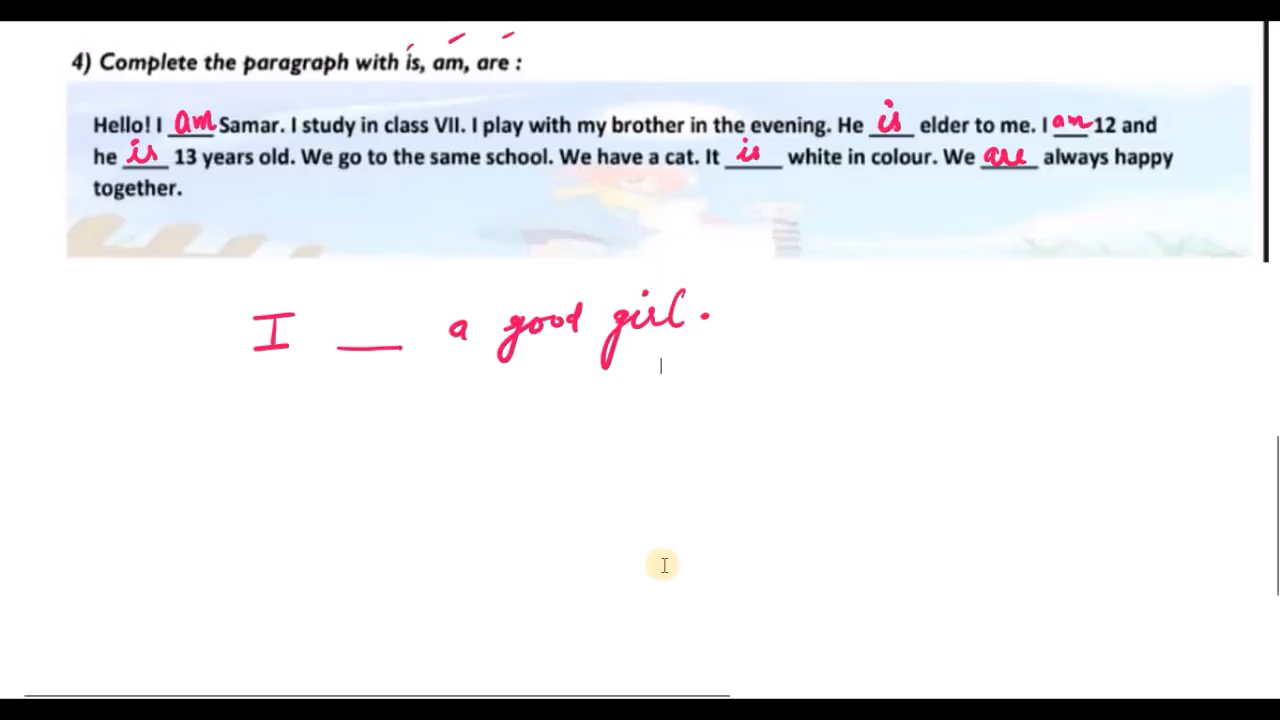 4) Complete the paragraph with is, am, are :
Hello! I am Samar. I study in class VII. I play with my brother in the evening. He is elder to me. I am 12 and
he is 13 years old. We go to the same school. We have a cat. It is white in colour. We are always happy
together.
I __ a good girl.